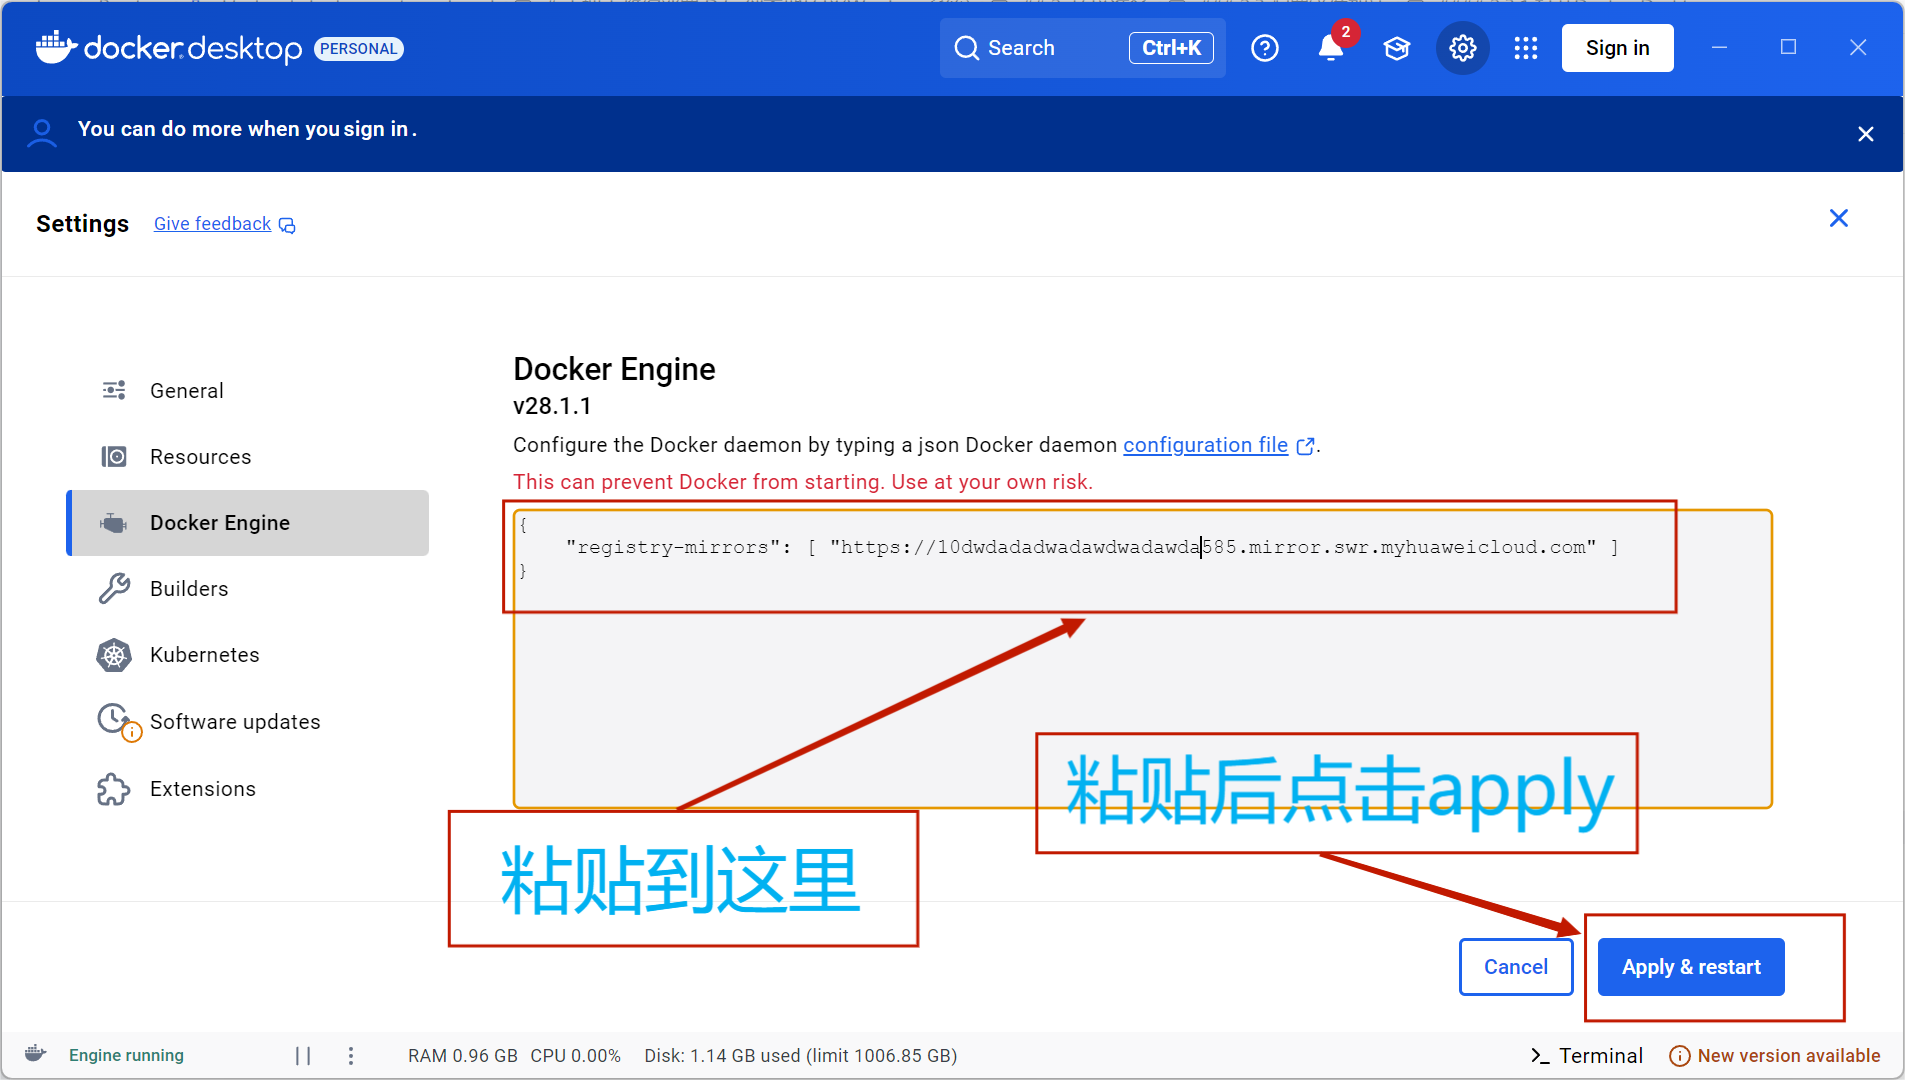 docker desktop PERSONAL
Search Ctrl+K
2
Sign in
You can do more when you sign in .
Settings Give feedback
General
Resources
Docker Engine
Builders
Kubernetes
Software updates
Extensions
Docker Engine
v28.1.1
Configure the Docker daemon by typing a json Docker daemon configuration file .
This can prevent Docker from starting. Use at your own risk.
{
"registry-mirrors": [ "https://10dwdadadwadawdwadawda585.mirror.swr.myhuaweicloud.com" ]
}
粘贴后点击apply
粘贴到这里
Cancel Apply & restart
Engine running RAM 0.96 GB CPU 0.00% Disk: 1.14 GB used (limit 1006.85 GB) Terminal New version available